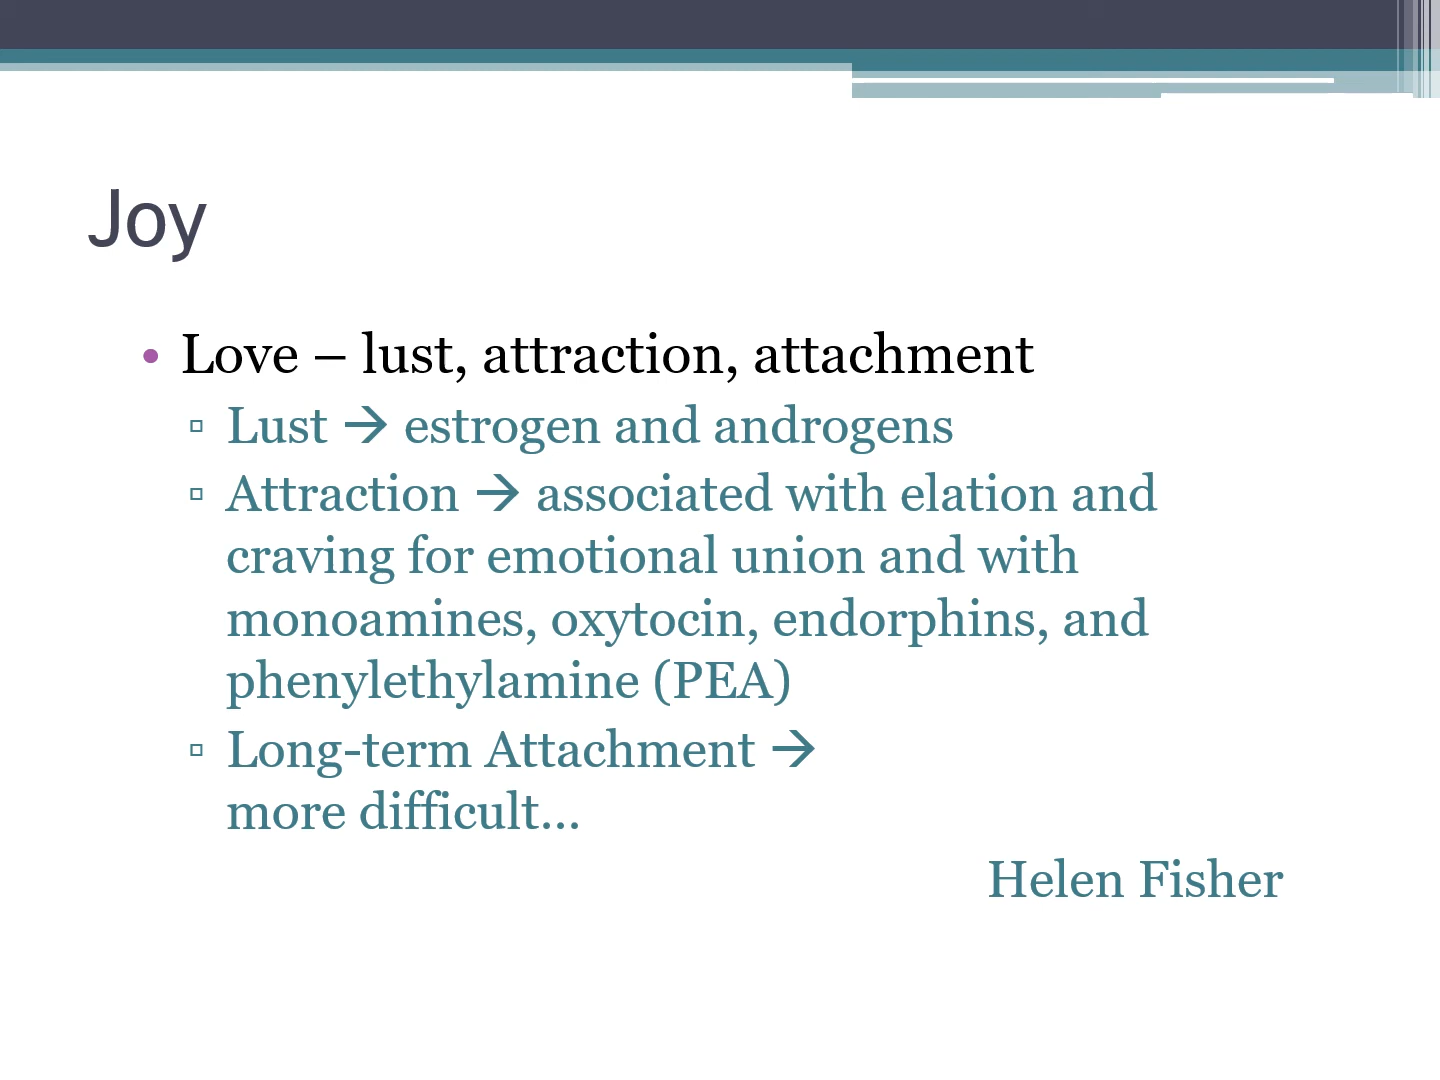 Joy
• Love – lust, attraction, attachment
▫ Lust → estrogen and androgens
▫ Attraction → associated with elation and
craving for emotional union and with
monoamines, oxytocin, endorphins, and
phenylethylamine (PEA)
▫ Long-term Attachment →
more difficult…
Helen Fisher